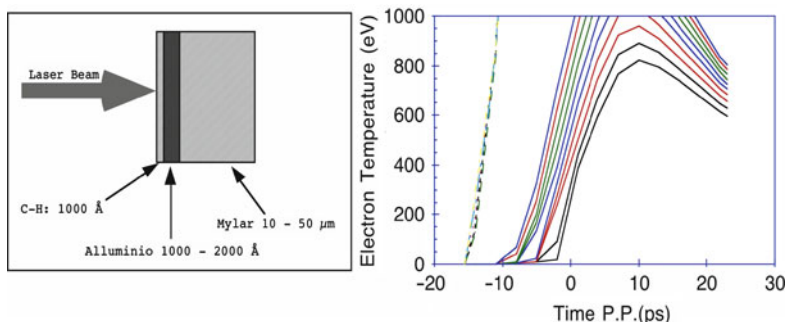 Laser Beam
C-H: 1000 Å
Alluminio 1000 - 2000 Å
Mylar 10 - 50 µm
Electron Temperature (eV)
1000
800
600
400
200
0
-20
-10
0
10
20
30
Time P.P.(ps)